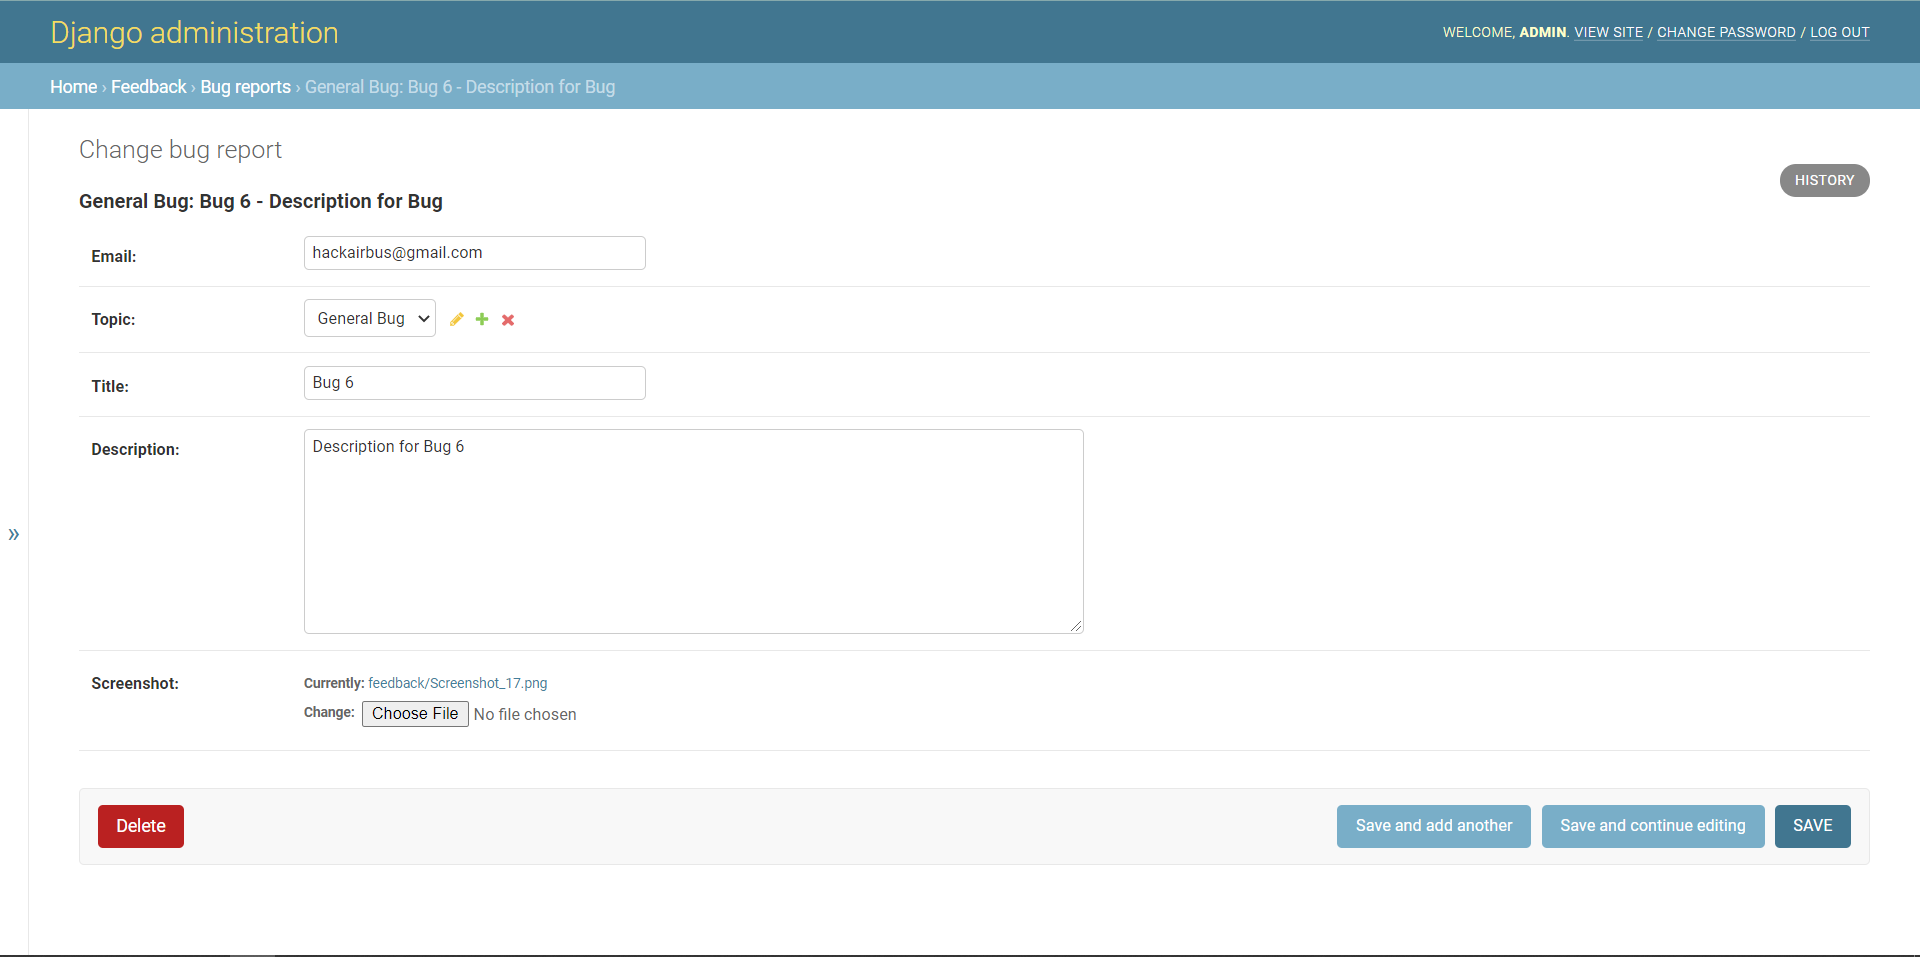 Django administration
WELCOME, ADMIN. VIEW SITE / CHANGE PASSWORD / LOG OUT
Home › Feedback › Bug reports › General Bug: Bug 6 - Description for Bug
Change bug report
HISTORY
General Bug: Bug 6 - Description for Bug
Email: hackairbus@gmail.com
Topic: General Bug
Title: Bug 6
Description: Description for Bug 6
»
Screenshot: Currently: feedback/Screenshot_17.png
Change: Choose File No file chosen
Delete Save and add another Save and continue editing SAVE